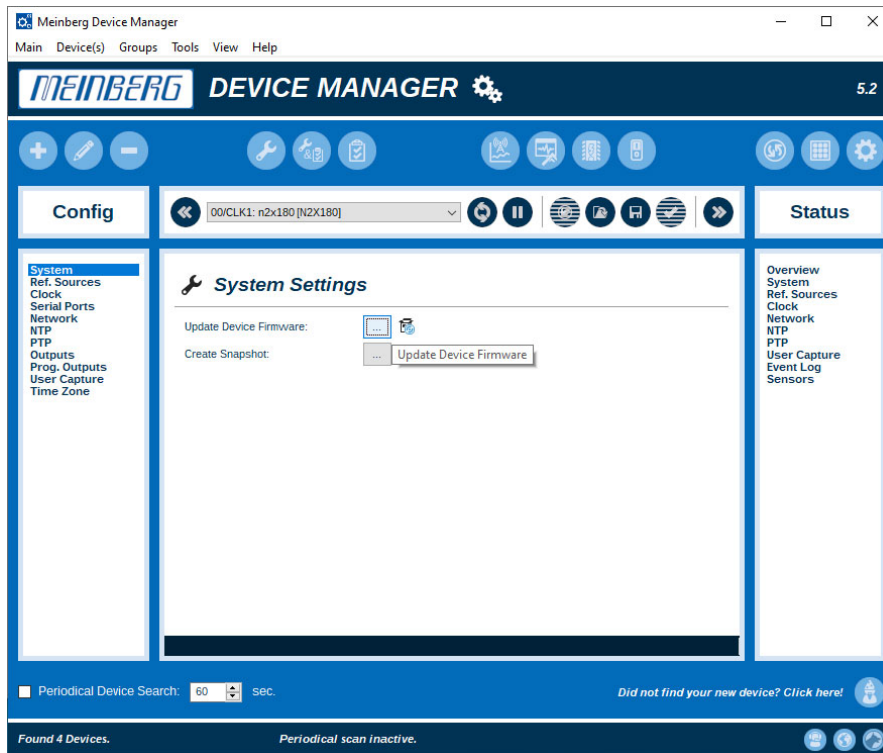 Meinberg Device Manager
Main Device(s) Groups Tools View Help
MEINBERG DEVICE MANAGER 5.2
Config
00/CLK1: n2x180 [N2X180]
Status
System
Ref. Sources
Clock
Serial Ports
Network
NTP
PTP
Outputs
Prog. Outputs
User Capture
Time Zone
System Settings
Update Device Firmware: ...
Create Snapshot: ...
Update Device Firmware
Overview
System
Ref. Sources
Clock
Network
NTP
PTP
User Capture
Event Log
Sensors
Periodical Device Search: 60 sec.
Did not find your new device? Click here!
Found 4 Devices.
Periodical scan inactive.